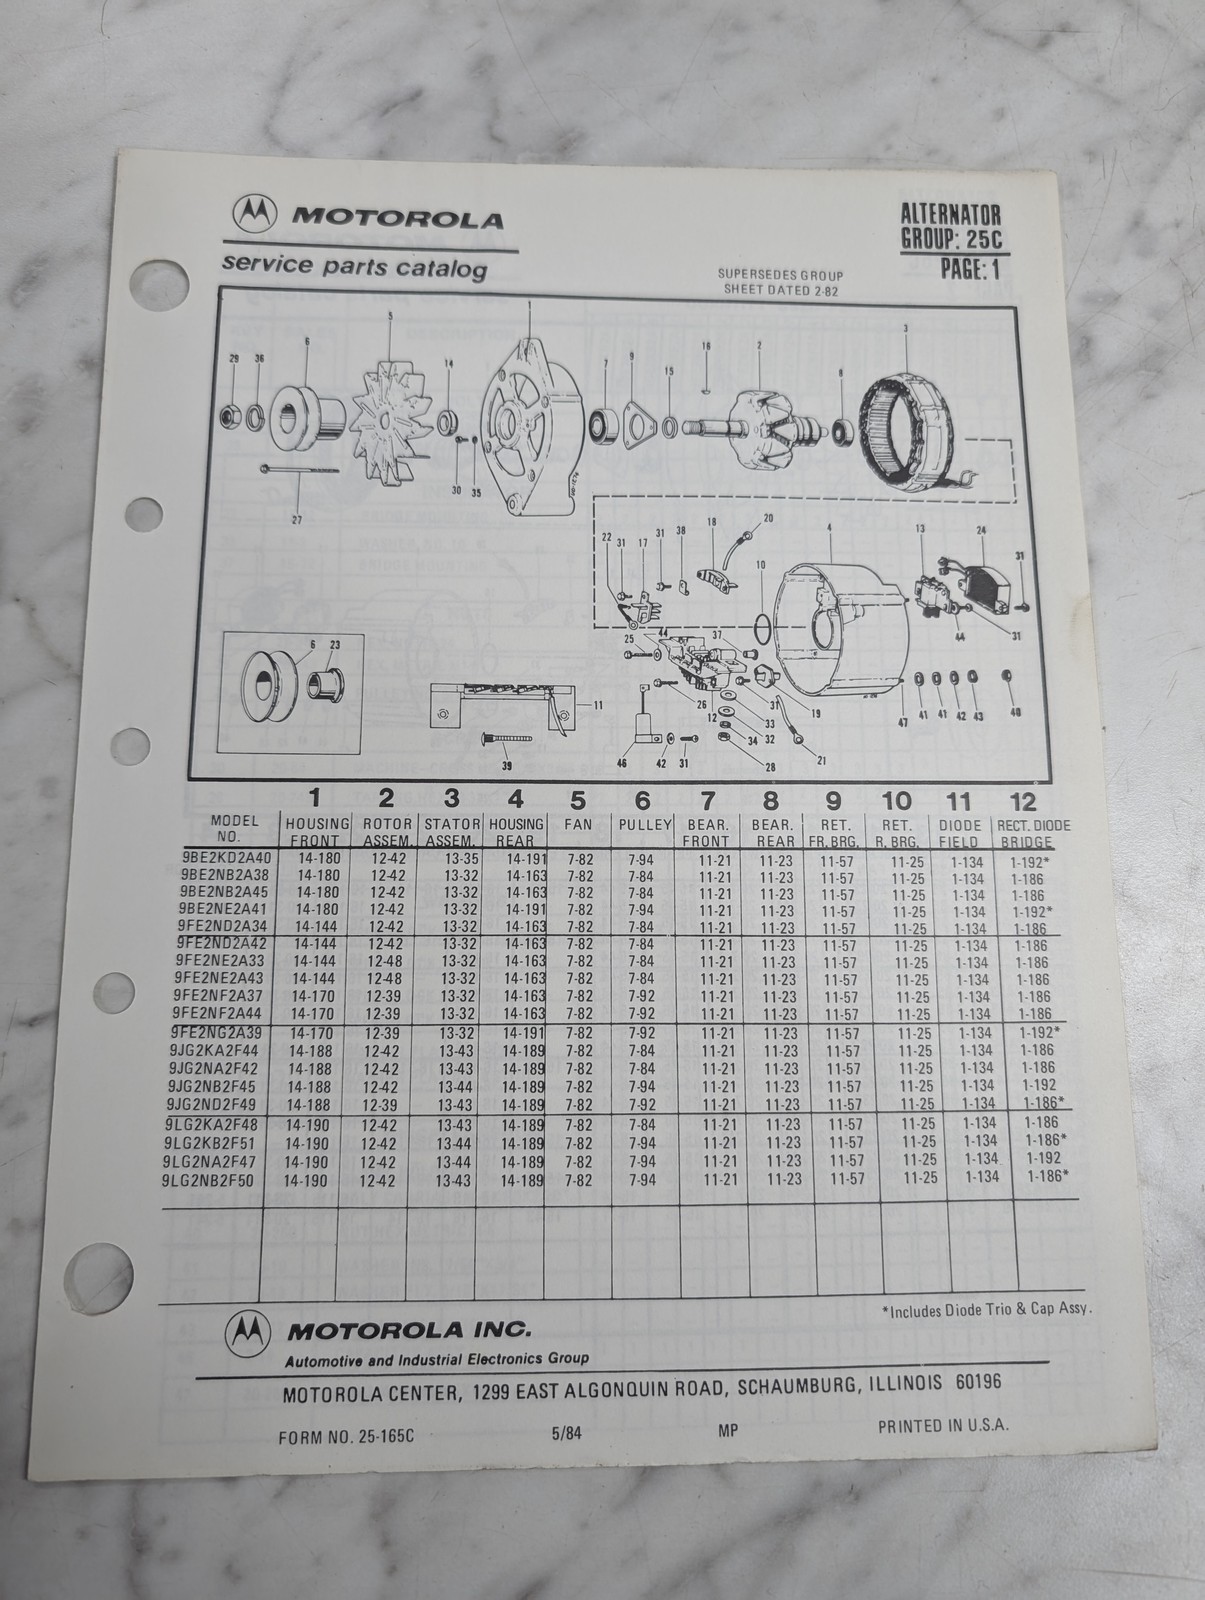 MOTOROLA
service parts catalog
ALTERNATOR
GROUP: 25C
PAGE: 1
SUPERSEDES GROUP
SHEET DATED 2-82
29 36 6 5 14 1 7 9 15 16 2 8 3
27 30 35
22 31 17 31 38 18 20 10 4 13 24 31
25 44 37 44 31
6 23 11 39
46 42 31 26 12 31 33 34 32 28 19 21 47 41 41 42 43 40
1 2 3 4 5 6 7 8 9 10 11 12
MODEL NO. HOUSING FRONT ROTOR ASSEM. STATOR ASSEM. HOUSING REAR FAN PULLEY BEAR. FRONT BEAR. REAR RET. FR. BRG. RET. R. BRG. DIODE FIELD RECT. DIODE BRIDGE
9BE2KD2A40 14-180 12-42 13-35 14-191 7-82 7-94 11-21 11-23 11-57 11-25 1-134 1-192*
9BE2NB2A38 14-180 12-42 13-32 14-163 7-82 7-84 11-21 11-23 11-57 11-25 1-134 1-186
9BE2NB2A45 14-180 12-42 13-32 14-163 7-82 7-84 11-21 11-23 11-57 11-25 1-134 1-186
9BE2NE2A41 14-180 12-42 13-32 14-191 7-82 7-94 11-21 11-23 11-57 11-25 1-134 1-192*
9FE2ND2A34 14-144 12-42 13-32 14-163 7-82 7-84 11-21 11-23 11-57 11-25 1-134 1-186
9FE2ND2A42 14-144 12-42 13-32 14-163 7-82 7-84 11-21 11-23 11-57 11-25 1-134 1-186
9FE2NE2A33 14-144 12-48 13-32 14-163 7-82 7-84 11-21 11-23 11-57 11-25 1-134 1-186
9FE2NE2A43 14-144 12-48 13-32 14-163 7-82 7-84 11-21 11-23 11-57 11-25 1-134 1-186
9FE2NF2A37 14-170 12-39 13-32 14-163 7-82 7-92 11-21 11-23 11-57 11-25 1-134 1-186
9FE2NF2A44 14-170 12-39 13-32 14-163 7-82 7-92 11-21 11-23 11-57 11-25 1-134 1-186
9FE2NG2A39 14-170 12-39 13-32 14-191 7-82 7-92 11-21 11-23 11-57 11-25 1-134 1-192*
9JG2KA2F44 14-188 12-42 13-43 14-189 7-82 7-84 11-21 11-23 11-57 11-25 1-134 1-186
9JG2NA2F42 14-188 12-42 13-43 14-189 7-82 7-84 11-21 11-23 11-57 11-25 1-134 1-186
9JG2NB2F45 14-188 12-42 13-44 14-189 7-82 7-94 11-21 11-23 11-57 11-25 1-134 1-192
9JG2ND2F49 14-188 12-39 13-43 14-189 7-82 7-92 11-21 11-23 11-57 11-25 1-134 1-186*
9LG2KA2F48 14-190 12-42 13-43 14-189 7-82 7-84 11-21 11-23 11-57 11-25 1-134 1-186
9LG2KB2F51 14-190 12-42 13-44 14-189 7-82 7-94 11-21 11-23 11-57 11-25 1-134 1-186*
9LG2NA2F47 14-190 12-42 13-44 14-189 7-82 7-94 11-21 11-23 11-57 11-25 1-134 1-192
9LG2NB2F50 14-190 12-42 13-43 14-189 7-82 7-94 11-21 11-23 11-57 11-25 1-134 1-186*
*Includes Diode Trio & Cap Assy.
MOTOROLA INC.
Automotive and Industrial Electronics Group
MOTOROLA CENTER, 1299 EAST ALGONQUIN ROAD, SCHAUMBURG, ILLINOIS 60196
FORM NO. 25-165C 5/84 MP PRINTED IN U.S.A.